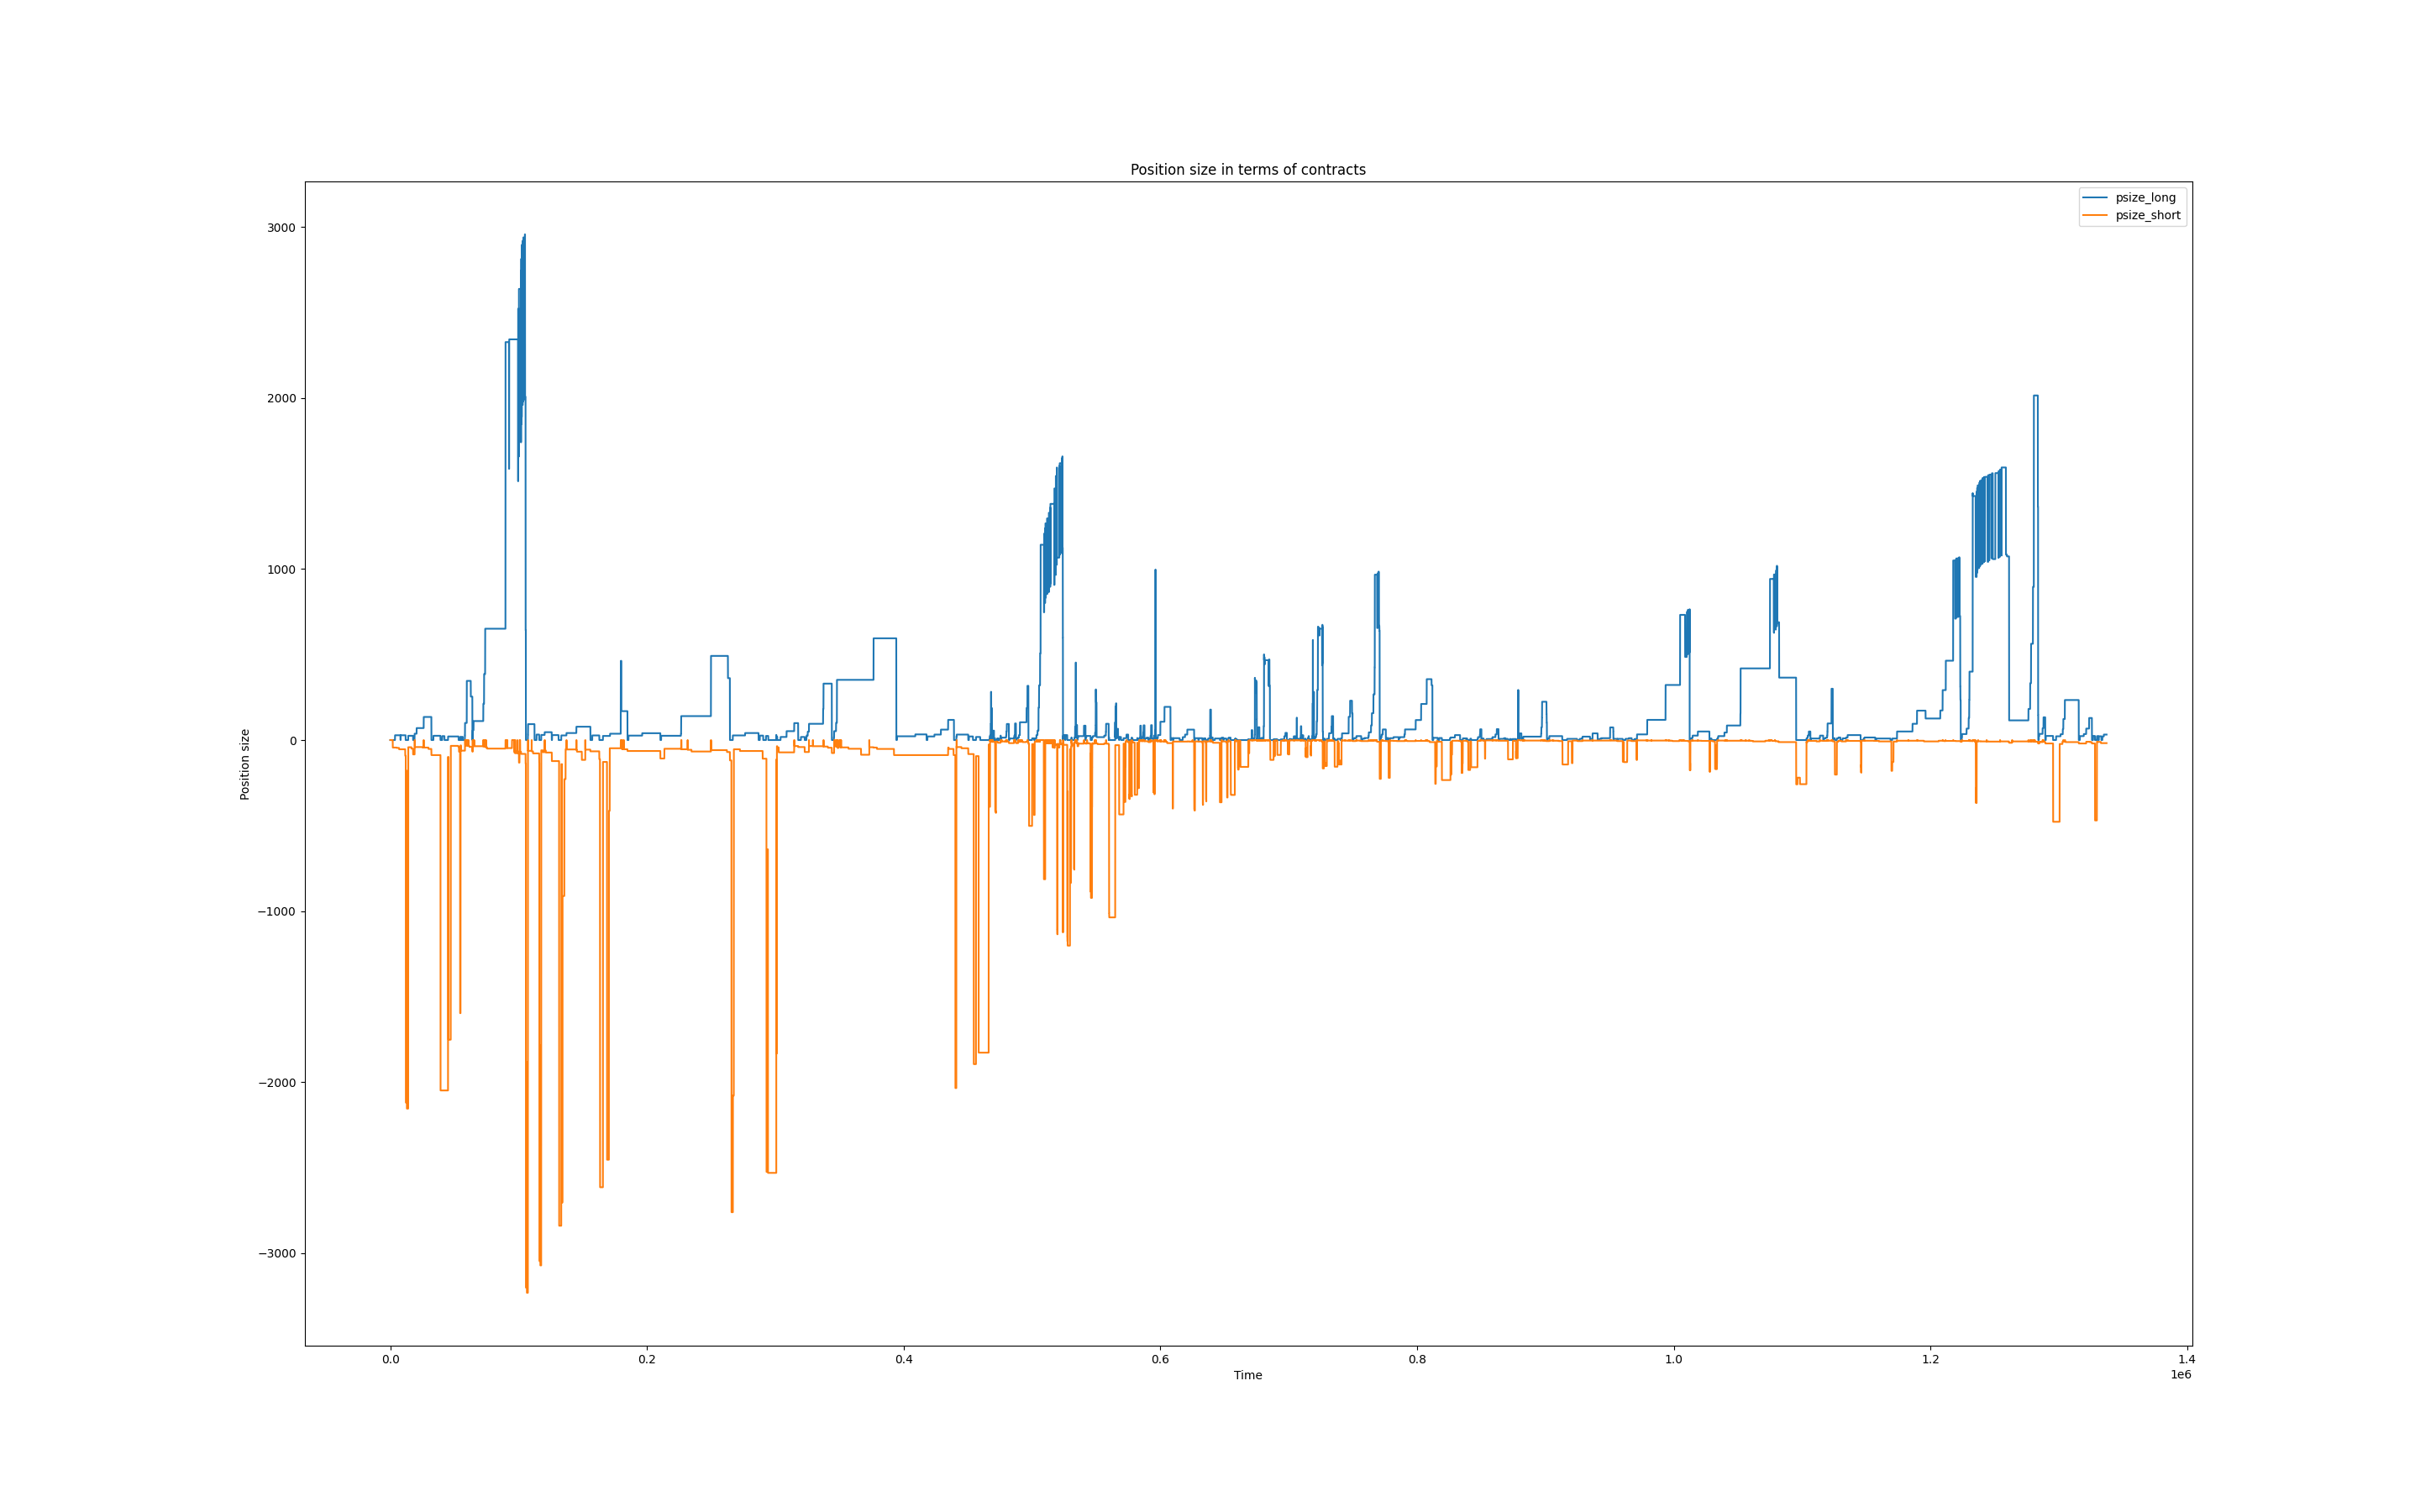 Position size in terms of contracts
psize_long
psize_short
3000
2000
1000
0
−1000
−2000
−3000
Position size
0.0
0.2
0.4
0.6
0.8
1.0
1.2
1.4
Time
1e6